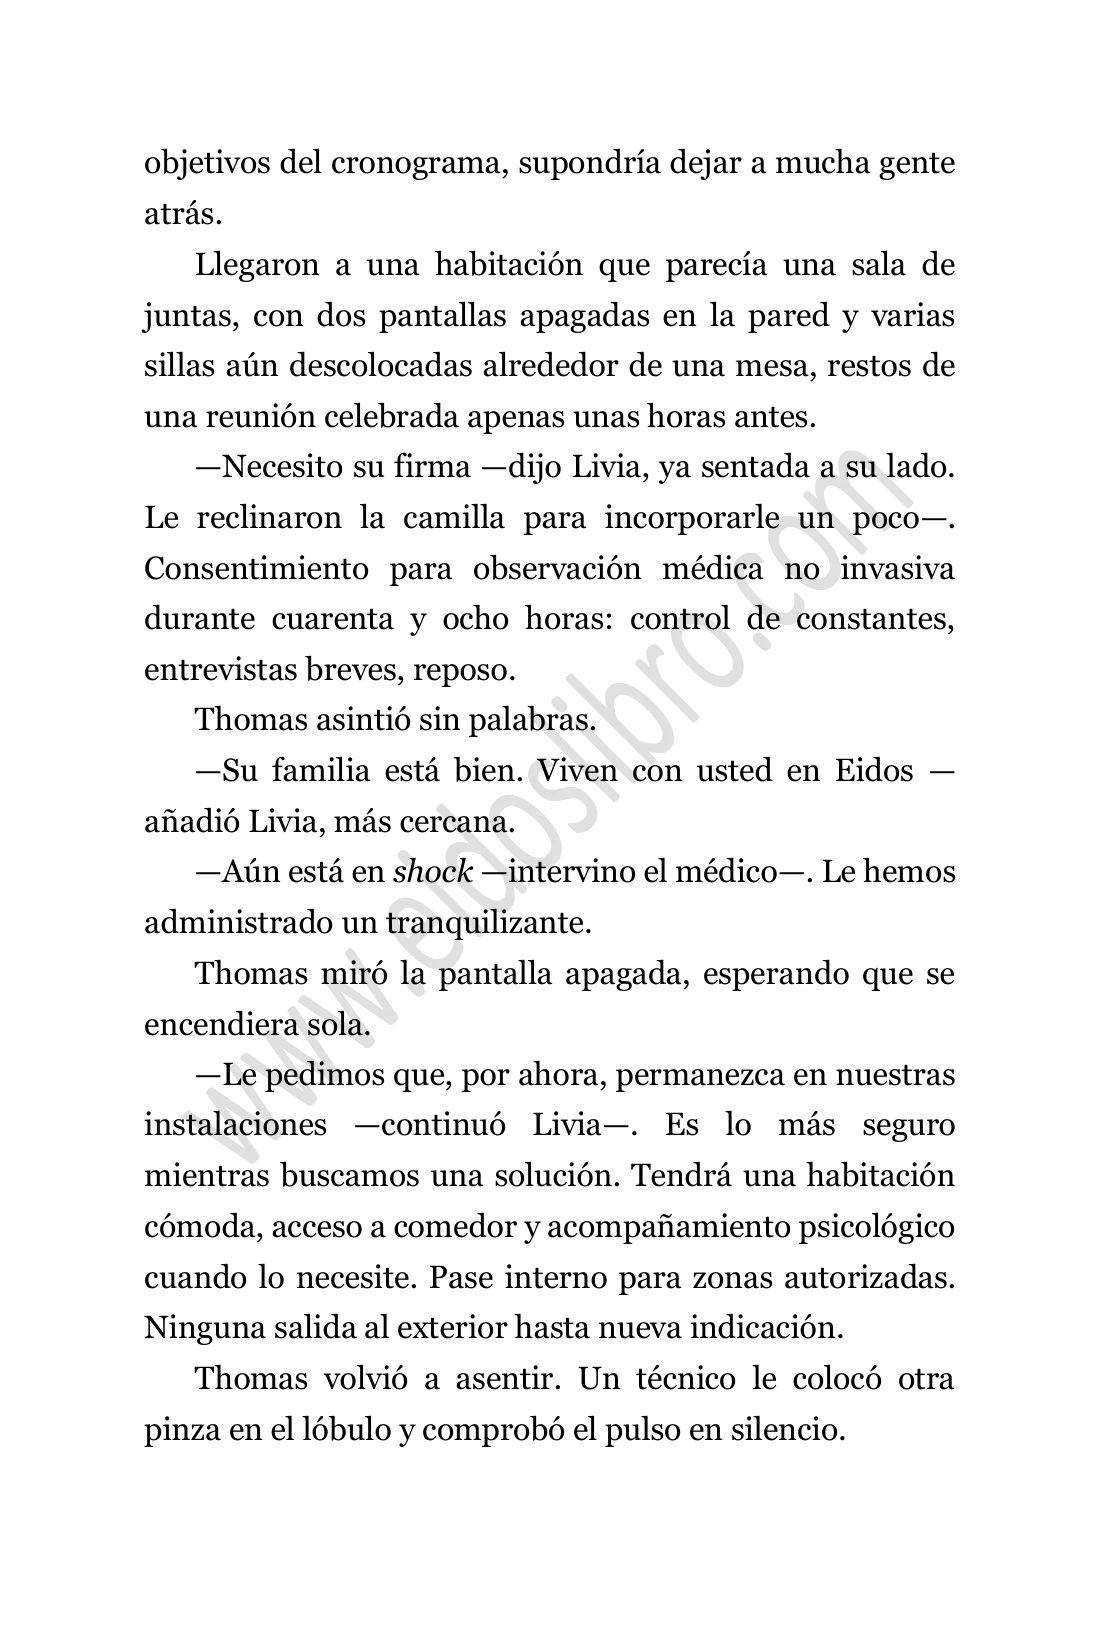 objetivos del cronograma, supondría dejar a mucha gente
atrás.
Llegaron a una habitación que parecía una sala de
juntas, con dos pantallas apagadas en la pared y varias
sillas aún descolocadas alrededor de una mesa, restos de
una reunión celebrada apenas unas horas antes.
—Necesito su firma —dijo Livia, ya sentada a su lado.
Le reclinaron la camilla para incorporarle un poco—.
Consentimiento para observación médica no invasiva
durante cuarenta y ocho horas: control de constantes,
entrevistas breves, reposo.
Thomas asintió sin palabras.
—Su familia está bien. Viven con usted en Eidos —
añadió Livia, más cercana.
—Aún está en shock —intervino el médico—. Le hemos
administrado un tranquilizante.
Thomas miró la pantalla apagada, esperando que se
encendiera sola.
—Le pedimos que, por ahora, permanezca en nuestras
instalaciones —continuó Livia—. Es lo más seguro
mientras buscamos una solución. Tendrá una habitación
cómoda, acceso a comedor y acompañamiento psicológico
cuando lo necesite. Pase interno para zonas autorizadas.
Ninguna salida al exterior hasta nueva indicación.
Thomas volvió a asentir. Un técnico le colocó otra
pinza en el lóbulo y comprobó el pulso en silencio.
www.eidoslibro.com